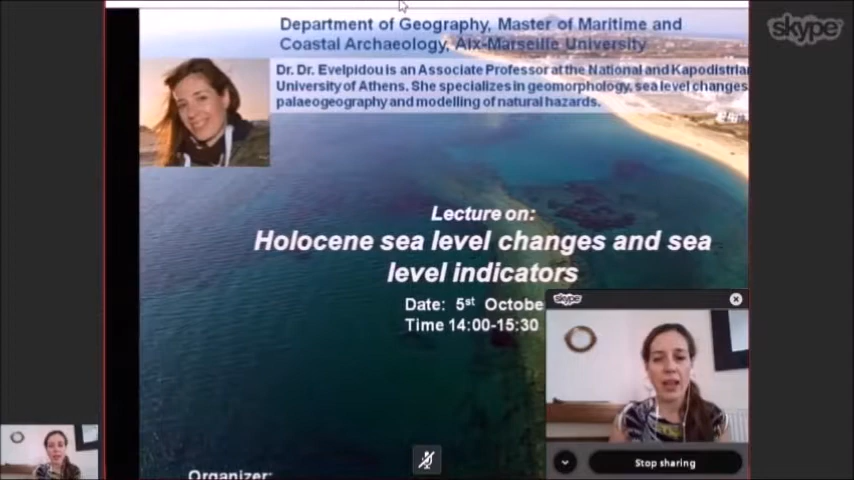 Department of Geography, Master of Maritime and
Coastal Archaeology, Aix-Marseille University
skype
Dr. Dr. Evelpidou is an Associate Professor at the National and Kapodistrian
University of Athens. She specializes in geomorphology, sea level changes,
palaeogeography and modelling of natural hazards.
Lecture on:
Holocene sea level changes and sea
level indicators
Date: 5st Octobe
Time 14:00-15:30
skype
Stop sharing
Organizer: